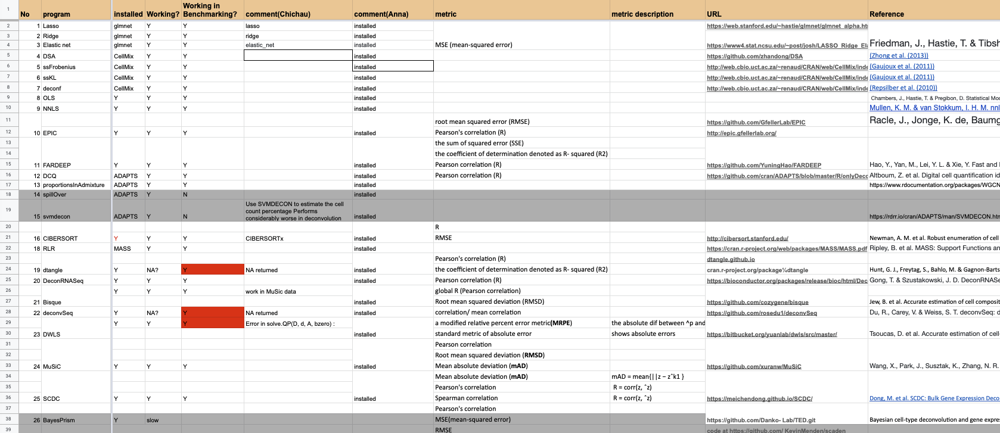 1 No program installed Working? Working in Benchmarking? comment(Chichau) comment(Anna) metric metric description URL Reference
2 1 Lasso glmnet Y Y lasso installed https://web.stanford.edu/~hastie/glmnet/glmnet_alpha.ht
3 2 Ridge glmnet Y Y ridge installed
4 3 Elastic net glmnet Y Y elastic_net installed MSE (mean-squared error) https://www4.stat.ncsu.edu/~post/josh/LASSO_Ridge_Ela Friedman, J., Hastie, T. & Tibsh
5 4 DSA CellMix Y Y installed https://github.com/zhandong/DSA (Zhong et al. (2013))
6 5 ssFrobenius CellMix Y Y installed http://web.cbio.uct.ac.za/~renaud/CRAN/web/CellMix/inde (Gaujoux et al. (2011))
7 6 ssKL CellMix Y Y installed http://web.cbio.uct.ac.za/~renaud/CRAN/web/CellMix/inde (Gaujoux et al. (2011))
8 7 deconf CellMix Y Y installed http://web.cbio.uct.ac.za/~renaud/CRAN/web/CellMix/inde (Repsilber et al. (2010))
9 8 OLS Y Y Y installed Chambers, J., Hastie, T. & Pregibon, D. Statistical Mod
10 9 NNLS Y Y Y installed Mullen, K. M. & van Stokkum, I. H. M. nnl
11 root mean squared error (RMSE) https://github.com/GfellerLab/EPIC Racle, J., Jonge, K. de, Baumg
12 10 EPIC Y Y Y installed Pearson's correlation (R) http://epic.gfellerlab.org/
13 the sum of squared error (SSE)
14 the coefficient of determination denoted as R- squared (R2)
15 11 FARDEEP Y Y Y installed Pearson correlation (R) https://github.com/YuningHao/FARDEEP Hao, Y., Yan, M., Lei, Y. L. & Xie, Y. Fast and
16 12 DCQ ADAPTS Y Y installed Pearson correlation (R) https://github.com/cran/ADAPTS/blob/master/R/onlyDeco Altboum, Z. et al. Digital cell quantification id
17 13 proportionsInAdmixture ADAPTS Y Y installed https://www.rdocumentation.org/packages/WGCN
18 14 spillOver ADAPTS Y N installed
19 15 svmdecon ADAPTS Y N Use SVMDECON to estimate the cell count percentage Performs considerably worse in deconvolution installed https://rdrr.io/cran/ADAPTS/man/SVMDECON.htm
20 R
21 16 CIBERSORT Y Y Y CIBERSORTx installed RMSE http://cibersort.stanford.edu/ Newman, A. M. et al. Robust enumeration of cell
22 18 RLR MASS Y Y installed https://cran.r-project.org/web/packages/MASS/MASS.pdf Ripley, B. et al. MASS: Support Functions an
23 Pearson's correlation (R) dtangle.github.io
24 19 dtangle Y NA? Y NA returned installed the coefficient of determination denoted as R- squared (R2) cran.r-project.org/package¼dtangle Hunt, G. J., Freytag, S., Bahlo, M. & Gagnon-Barts
25 20 DeconRNASeq Y Y Y installed Pearson correlation (R) https://bioconductor.org/packages/release/bioc/html/Dec Gong, T. & Szustakowski, J. D. DeconRNASe
26 Y Y Y work in MuSic data global R (Pearson correlation)
27 21 Bisque installed Root mean squared deviation (RMSD) https://github.com/cozygene/bisque Jew, B. et al. Accurate estimation of cell composit
28 22 deconvSeq Y NA? Y NA returned installed correlation/ mean correlation https://github.com/rosedu1/deconvSeq Du, R., Carey, V. & Weiss, S. T. deconvSeq: d
29 Y Y Y Error in solve.QP(D, d, A, bzero) : a modified relative percent error metric(MRPE) the absolute dif between ^p and
30 23 DWLS installed standard metric of absolute error shows absolute errors https://bitbucket.org/yuanlab/dwls/src/master/ Tsoucas, D. et al. Accurate estimation of cell-
31 Pearson correlation
32 Root mean squared deviation (RMSD)
33 24 MuSiC Y Y Y installed Mean absolute deviation (mAD) https://github.com/xuranw/MuSiC Wang, X., Park, J., Susztak, K., Zhang, N. R.
34 Mean absolute deviation (mAD) mAD = mean{||z − zˆk1 }
35 Pearson's correlation R = corr(z, ˆz)
36 25 SCDC Y Y Y installed Spearman correlation R = corr(z, ˆz) https://meichendong.github.io/SCDC/ Dong, M. et al. SCDC: Bulk Gene Expression Deco
37 Pearson's correlation
38 26 BayesPrism Y slow MSE(mean-squared error) https://github.com/Danko- Lab/TED.git Bayesian cell-type deconvolution and gene expre
39 RMSE code at https://github.com/ KevinMenden/scaden